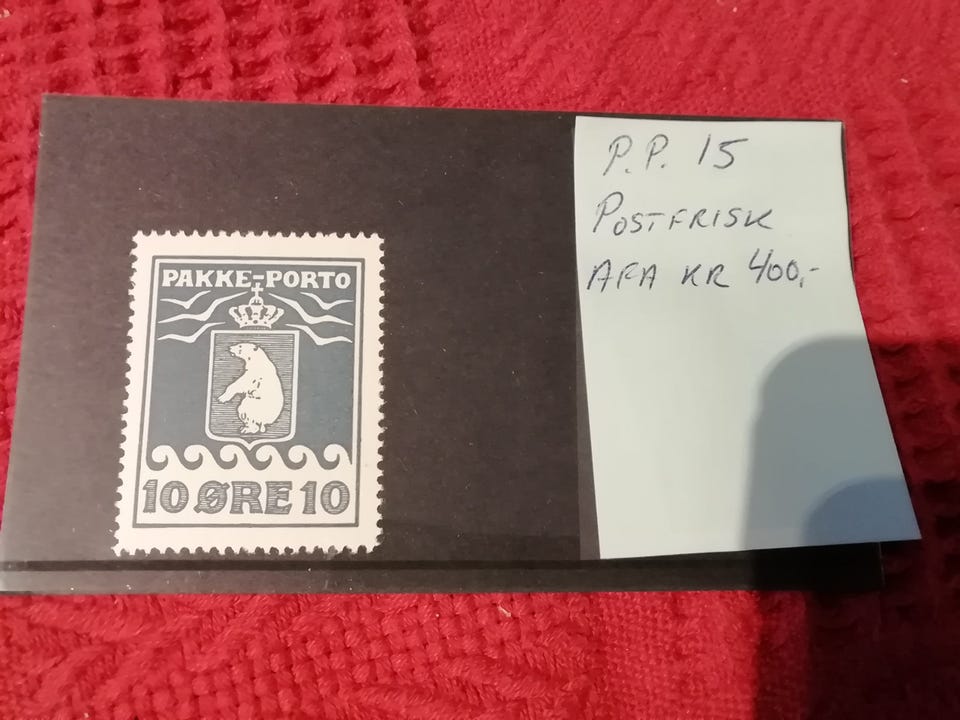 PAKKE-PORTO
10 ØRE 10
P.P. 15
POSTFRISK
AFA KR 400,-